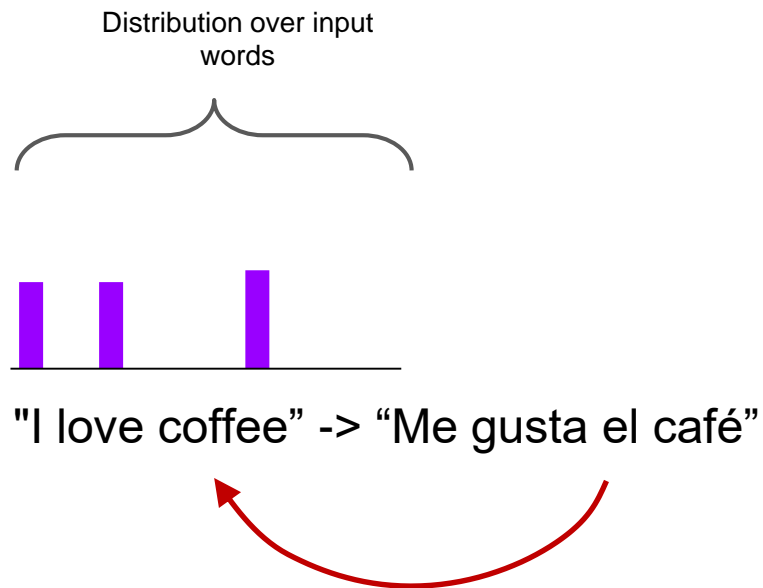 Distribution over input
words
"I love coffee” -> “Me gusta el café”